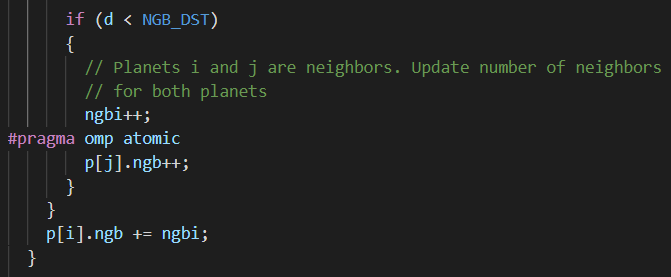 if (d < NGB_DST)
{
// Planets i and j are neighbors. Update number of neighbors
// for both planets
ngbi++;
#pragma omp atomic
p[j].ngb++;
}
}
p[i].ngb += ngbi;
}